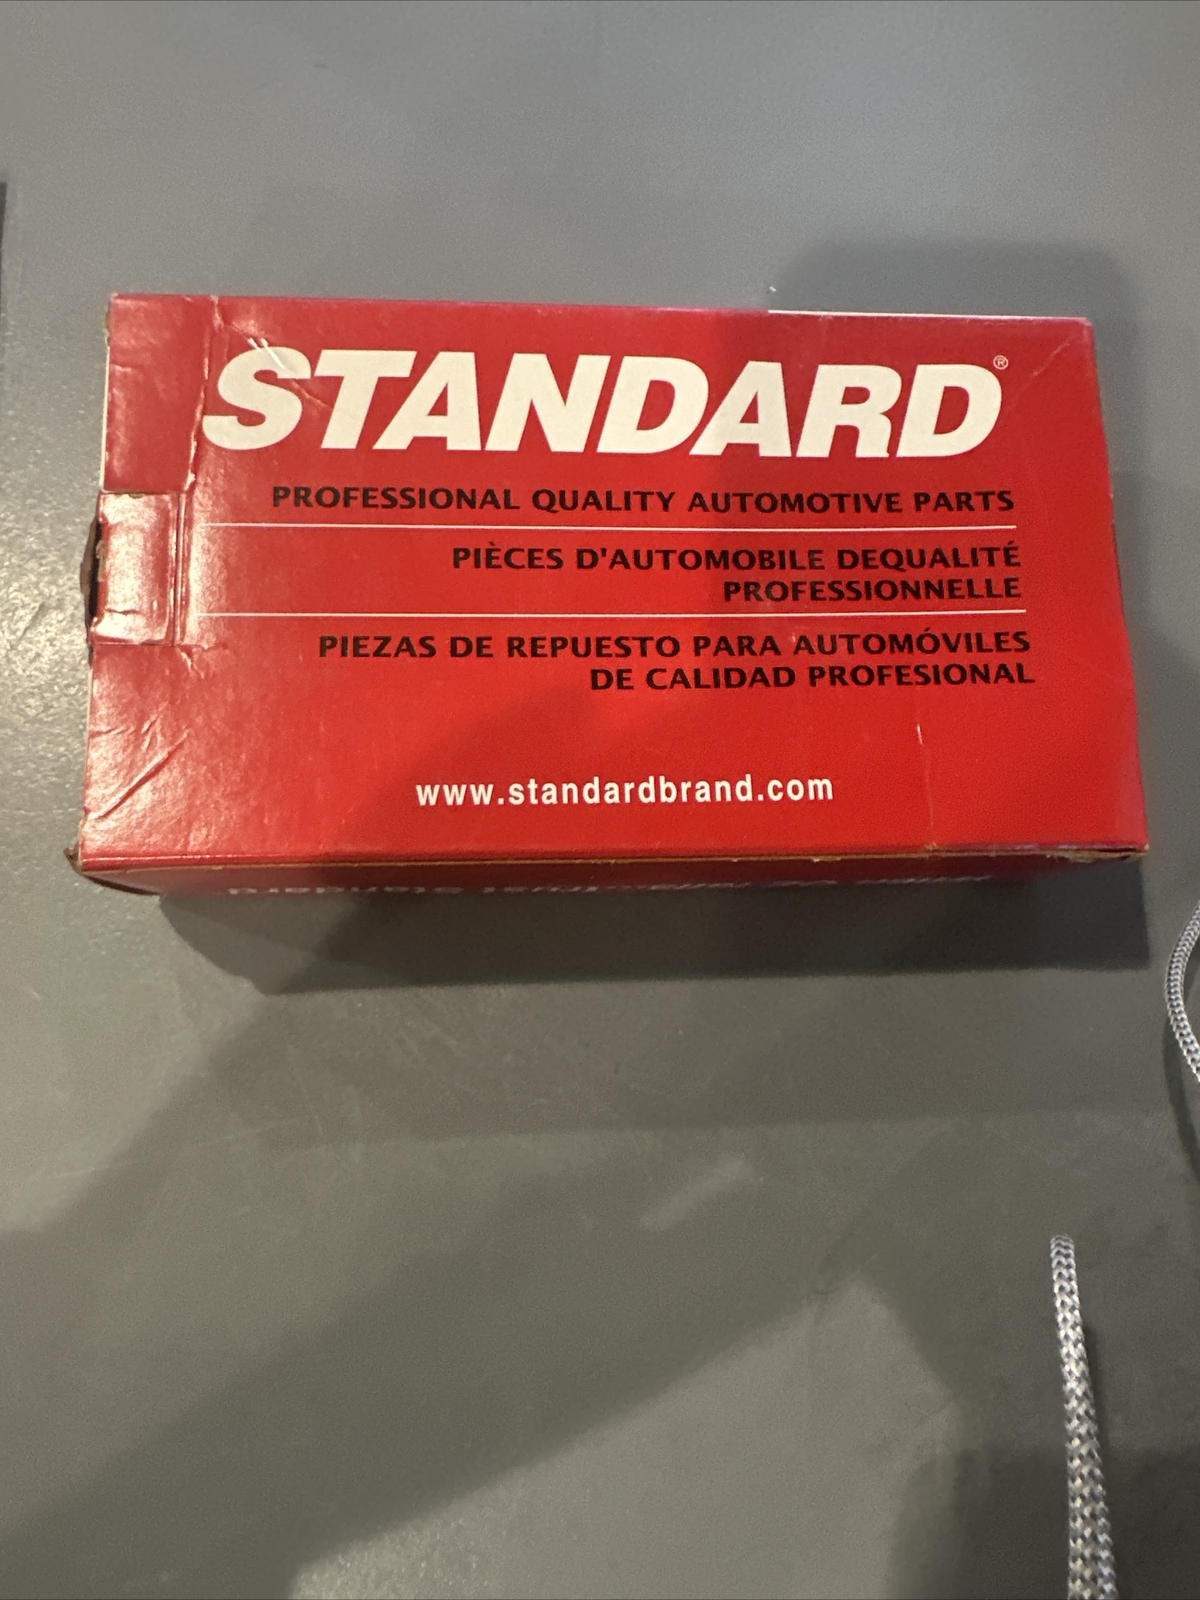 STANDARD®
PROFESSIONAL QUALITY AUTOMOTIVE PARTS
PIÈCES D'AUTOMOBILE DEQUALITÉ
PROFESSIONNELLE
PIEZAS DE REPUESTO PARA AUTOMÓVILES
DE CALIDAD PROFESIONAL
www.standardbrand.com